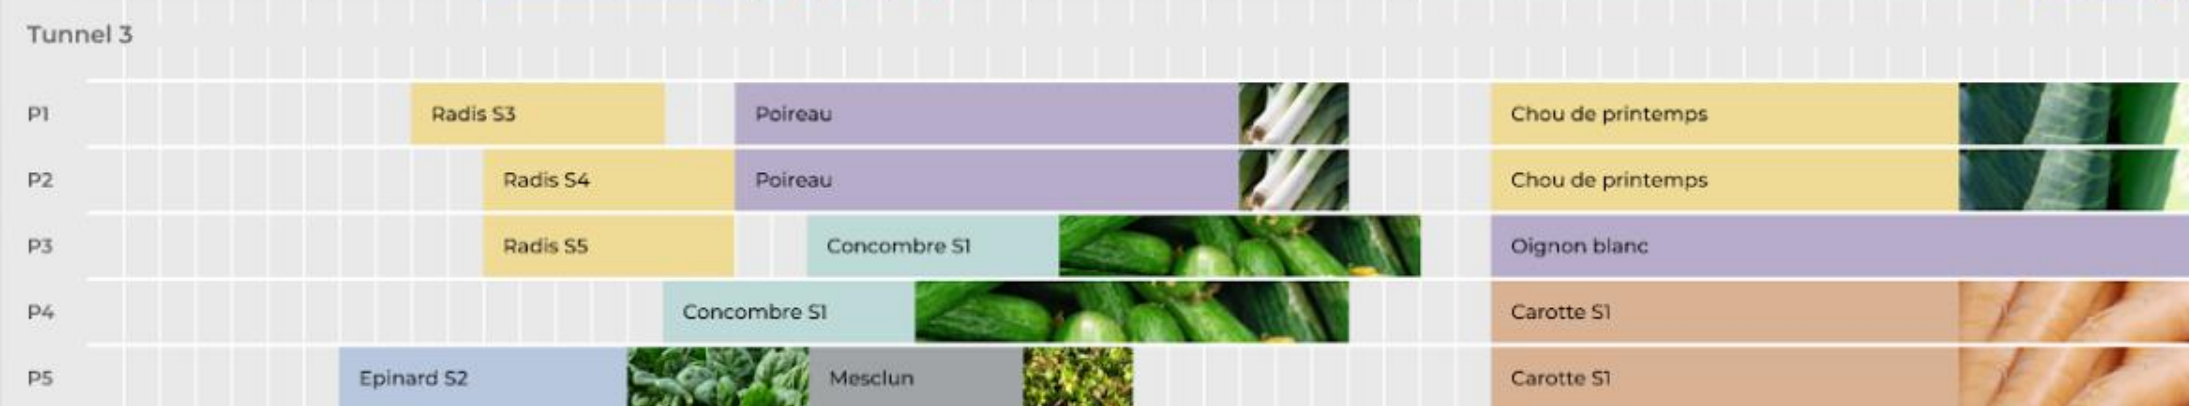 Tunnel 3
P1 Radis S3 Poireau Chou de printemps
P2 Radis S4 Poireau Chou de printemps
P3 Radis S5 Concombre S1 Oignon blanc
P4 Concombre S1 Carotte S1
P5 Epinard S2 Mesclun Carotte S1